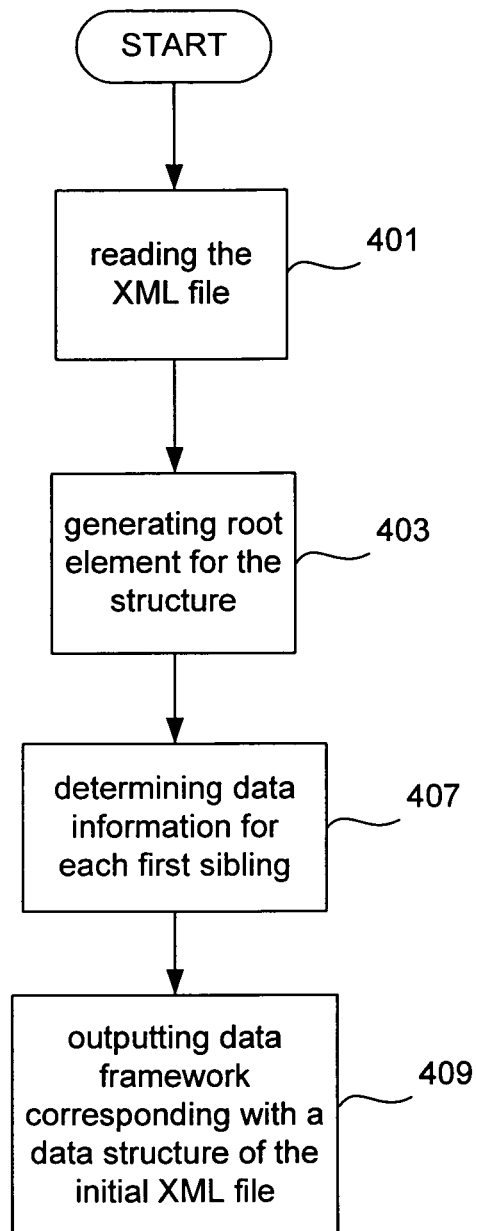 START
reading the
XML file
401
generating root
element for the
structure
403
determining data
information for
each first sibling
407
outputting data
framework
corresponding with a
data structure of the
initial XML file
409